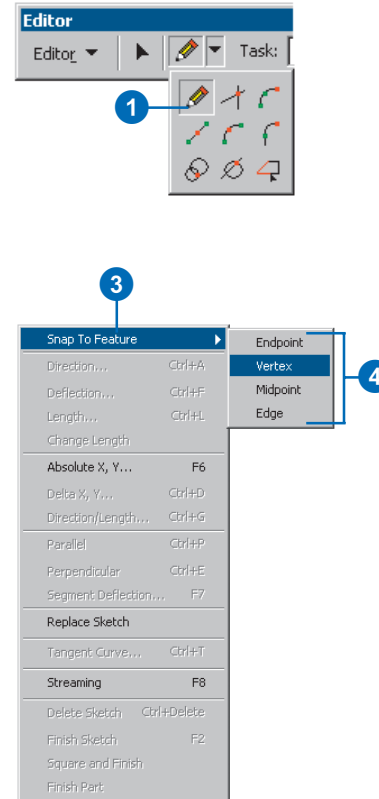 Editor
Editor Task:
1
3
Snap To Feature
Endpoint
Direction... Ctrl+A
Vertex
4
Deflection... Ctrl+F
Midpoint
Length... Ctrl+L
Edge
Change Length
Absolute X, Y... F6
Delta X, Y... Ctrl+D
Direction/Length... Ctrl+G
Parallel Ctrl+P
Perpendicular Ctrl+E
Segment Deflection... F7
Replace Sketch
Tangent Curve... Ctrl+T
Streaming F8
Delete Sketch Ctrl+Delete
Finish Sketch F2
Square and Finish
Finish Part